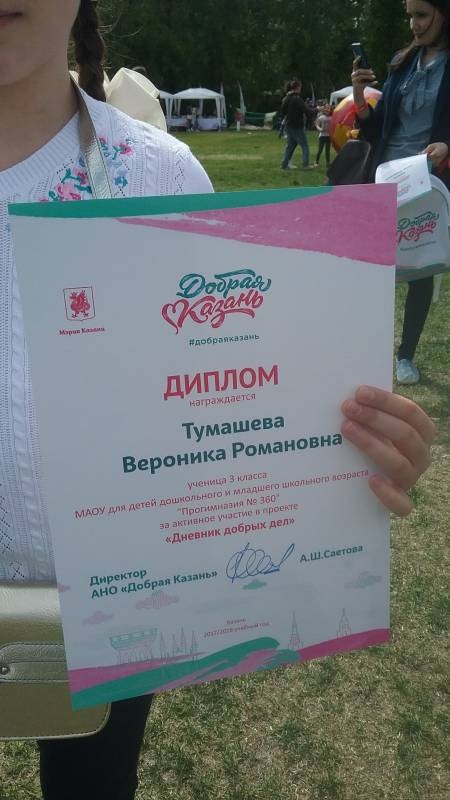 Добрая
Казань
Мэрия Казани
#добраяказань
ДИПЛОМ
награждается
Тумашева
Вероника Романовна
ученица 3 класса
МАОУ для детей дошкольного и младшего школьного возраста
"Прогимназия № 360"
за активное участие в проекте
«Дневник добрых дел»
Директор
АНО «Добрая Казань»
А.Ш.Саетова
Казань
2017/2018 учебный год
Добрая
Казань